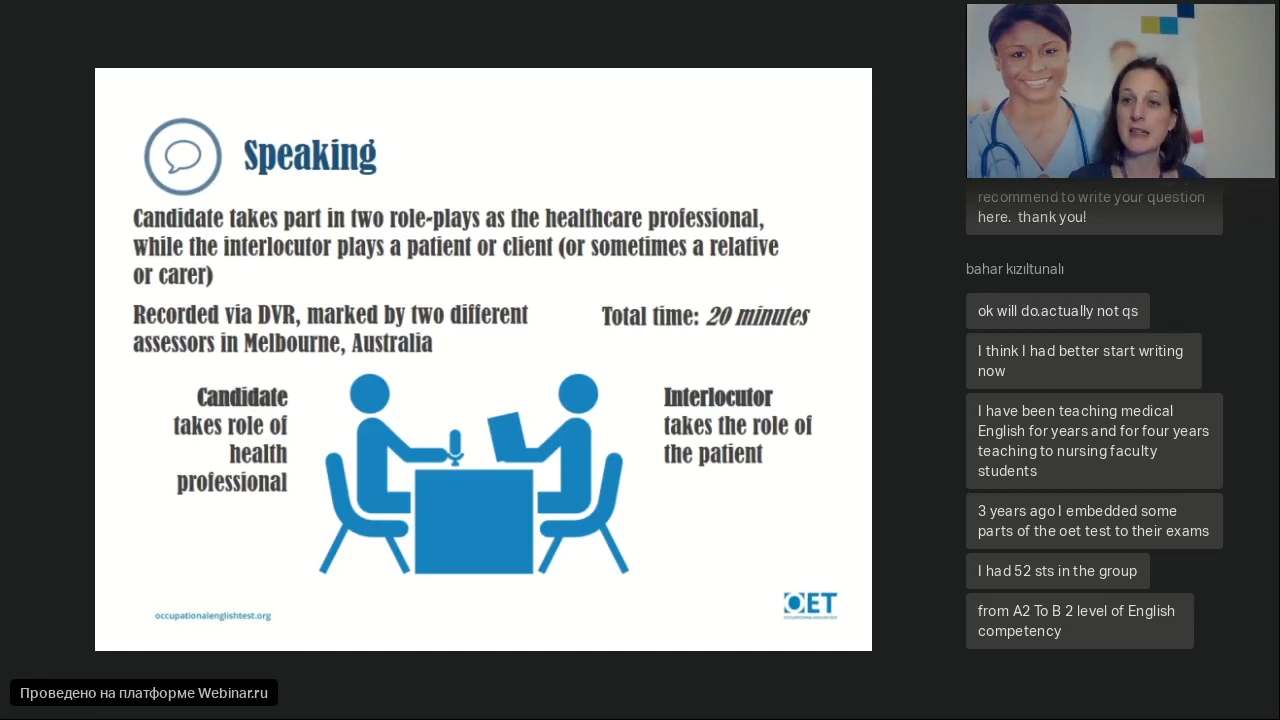 Speaking
Candidate takes part in two role-plays as the healthcare professional,
while the interlocutor plays a patient or client (or sometimes a relative
or carer)
Recorded via DVR, marked by two different
assessors in Melbourne, Australia
Total time: 20 minutes
Candidate
takes role of
health
professional
Interlocutor
takes the role of
the patient
occupationalenglishtest.org
OET
OCCUPATIONAL ENGLISH TEST
recommend to write your question
here. thank you!
bahar kızıltunalı
ok will do.actually not qs
I think I had better start writing
now
I have been teaching medical
English for years and for four years
teaching to nursing faculty
students
3 years ago I embedded some
parts of the oet test to their exams
I had 52 sts in the group
from A2 To B 2 level of English
competency
Проведено на платформе Webinar.ru